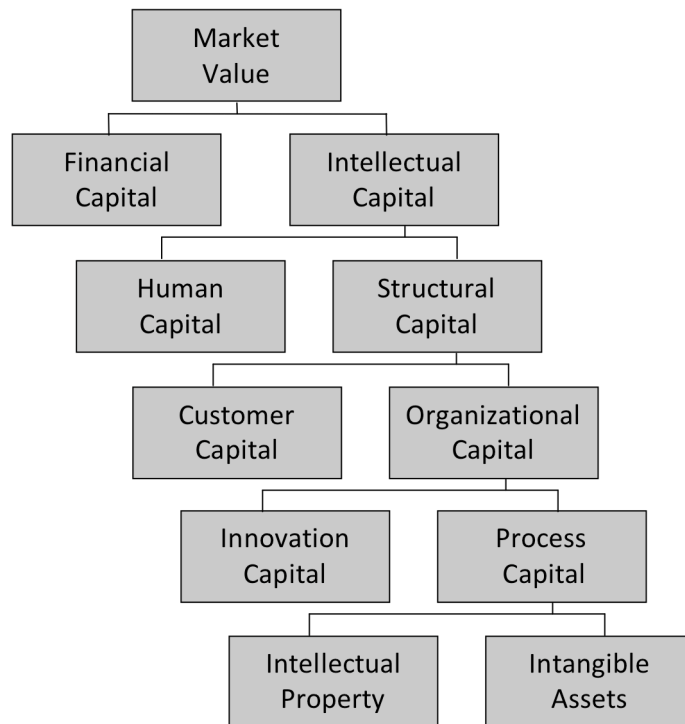 Market
Value
Financial
Capital
Intellectual
Capital
Human
Capital
Structural
Capital
Customer
Capital
Organizational
Capital
Innovation
Capital
Process
Capital
Intellectual
Property
Intangible
Assets